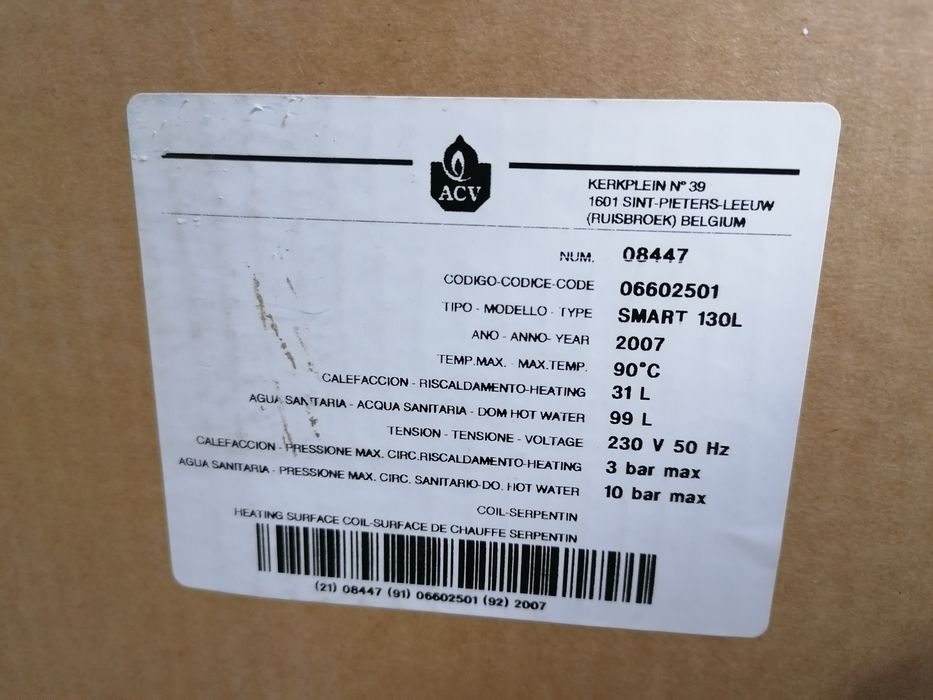 ACV
KERKPLEIN N° 39
1601 SINT-PIETERS-LEEUW
(RUISBROEK) BELGIUM
NUM. 08447
CODIGO-CODICE-CODE 06602501
TIPO - MODELLO - TYPE SMART 130L
ANO - ANNO- YEAR 2007
TEMP.MAX. - MAX.TEMP. 90°C
CALEFACCION - RISCALDAMENTO-HEATING 31 L
AGUA SANITARIA - ACQUA SANITARIA - DOM HOT WATER 99 L
TENSION - TENSIONE - VOLTAGE 230 V 50 Hz
CALEFACCION - PRESSIONE MAX. CIRC.RISCALDAMENTO-HEATING 3 bar max
AGUA SANITARIA - PRESSIONE MAX. CIRC. SANITARIO-DO. HOT WATER 10 bar max
COIL-SERPENTIN
HEATING SURFACE COIL-SURFACE DE CHAUFFE SERPENTIN
(21) 08447 (91) 06602501 (92) 2007